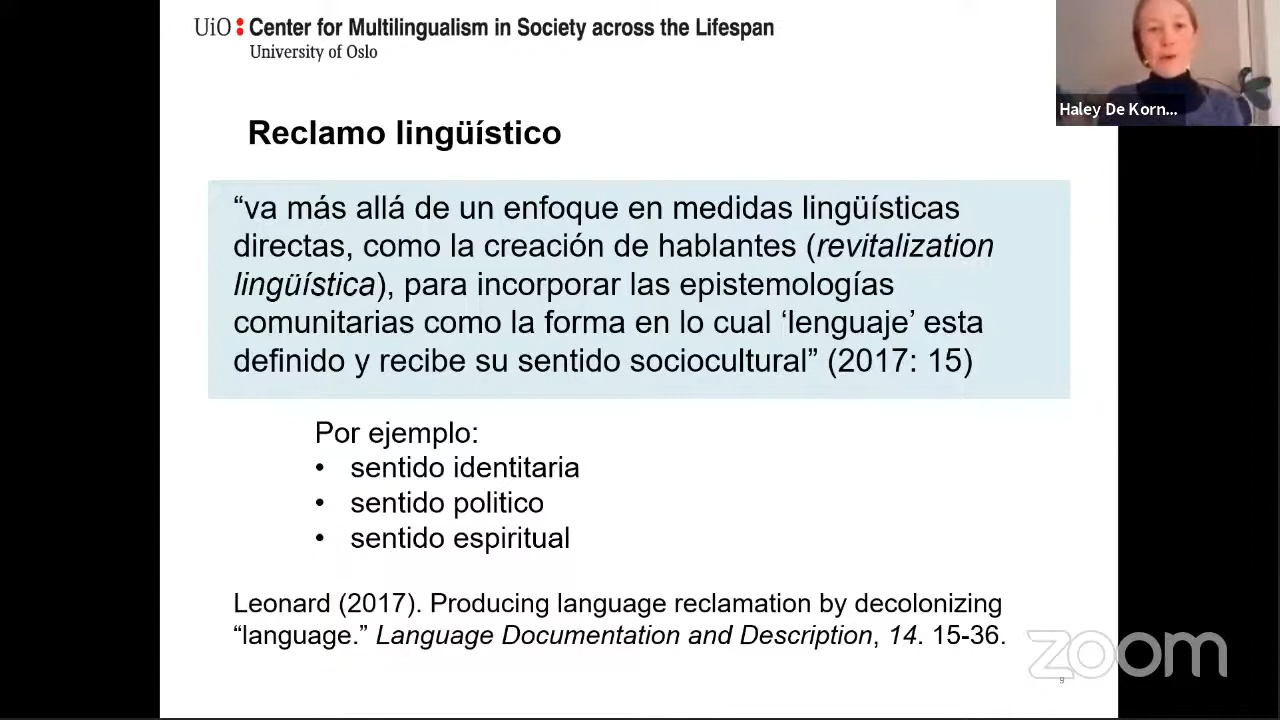 UiO : Center for Multilingualism in Society across the Lifespan
University of Oslo
Haley De Korn...
Reclamo lingüístico
“va más allá de un enfoque en medidas lingüísticas
directas, como la creación de hablantes (revitalization
lingüística), para incorporar las epistemologías
comunitarias como la forma en lo cual ‘lenguaje’ esta
definido y recibe su sentido sociocultural” (2017: 15)
Por ejemplo:
• sentido identitaria
• sentido politico
• sentido espiritual
Leonard (2017). Producing language reclamation by decolonizing
“language.” Language Documentation and Description, 14. 15-36.
zoom
9